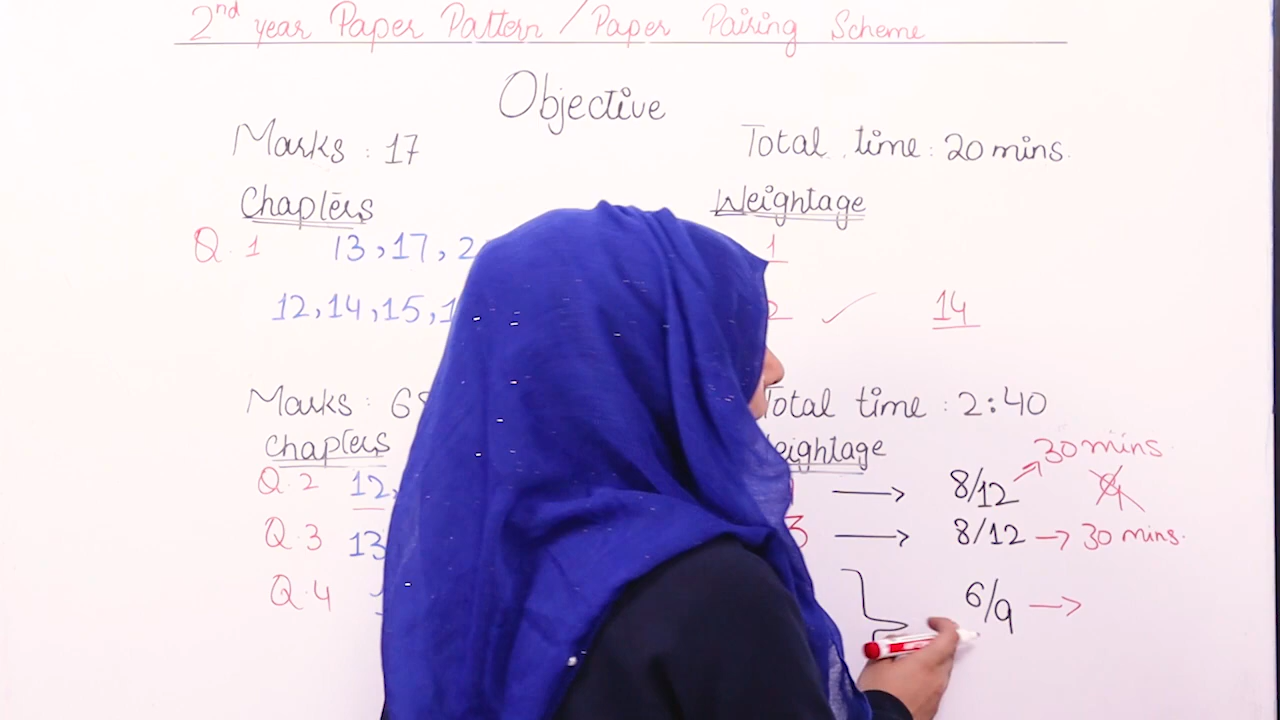 2nd year Paper Pattern / Paper Pairing Scheme
Objective
Marks : 17 Total time : 20 mins.
Chapters Weightage
Q. 1 13, 17, 2 1
12, 14, 15, 1 2 ✓ 14
Marks : 68 Total time : 2:40
Chapters eightage
Q. 2 12, → 8/12 → 30 mins
Q. 3 13 3 → 8/12 → 30 mins.
Q. 4 6/9 →